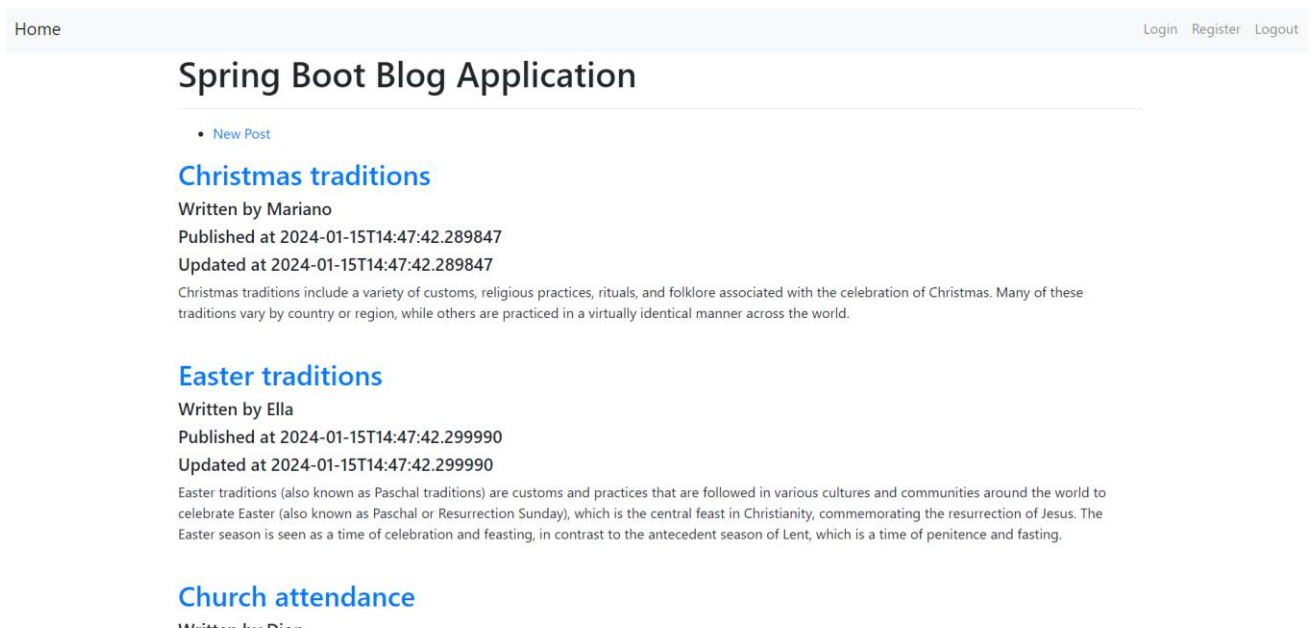 Home
Login Register Logout
Spring Boot Blog Application
New Post
Christmas traditions
Written by Mariano
Published at 2024-01-15T14:47:42.289847
Updated at 2024-01-15T14:47:42.289847
Christmas traditions include a variety of customs, religious practices, rituals, and folklore associated with the celebration of Christmas. Many of these
traditions vary by country or region, while others are practiced in a virtually identical manner across the world.
Easter traditions
Written by Ella
Published at 2024-01-15T14:47:42.299990
Updated at 2024-01-15T14:47:42.299990
Easter traditions (also known as Paschal traditions) are customs and practices that are followed in various cultures and communities around the world to
celebrate Easter (also known as Paschal or Resurrection Sunday), which is the central feast in Christianity, commemorating the resurrection of Jesus. The
Easter season is seen as a time of celebration and feasting, in contrast to the antecedent season of Lent, which is a time of penitence and fasting.
Church attendance
Written by